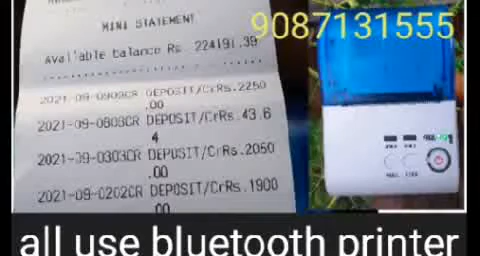 MINI STATEMENT
9087131555
Available balance Rs. 224191.39
2021-09-0909CR DEPOSIT/CrRs.2250
.00
2021-09-0808CR DEPOSIT/CrRs.43.6
4
2021-09-0303CR DEPOSIT/CrRs.2050
.00
2021-09-0202CR DEPOSIT/CrRs.1900
.00
all use bluetooth printer